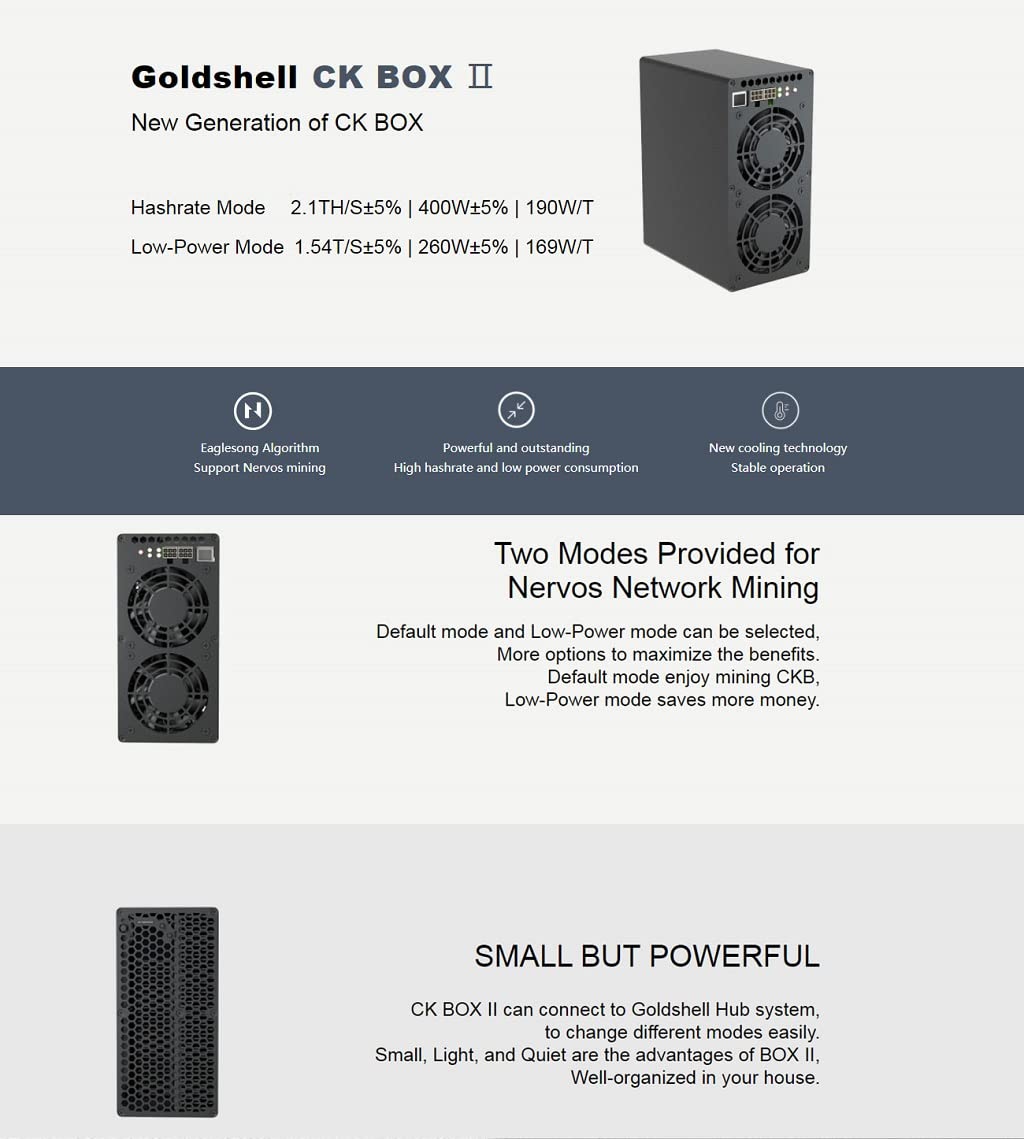 Goldshell CK BOX Ⅱ
New Generation of CK BOX
Hashrate Mode 2.1TH/S±5% | 400W±5% | 190W/T
Low-Power Mode 1.54T/S±5% | 260W±5% | 169W/T
Eaglesong Algorithm
Support Nervos mining
Powerful and outstanding
High hashrate and low power consumption
New cooling technology
Stable operation
Two Modes Provided for
Nervos Network Mining
Default mode and Low-Power mode can be selected,
More options to maximize the benefits.
Default mode enjoy mining CKB,
Low-Power mode saves more money.
SMALL BUT POWERFUL
CK BOX II can connect to Goldshell Hub system,
to change different modes easily.
Small, Light, and Quiet are the advantages of BOX II,
Well-organized in your house.